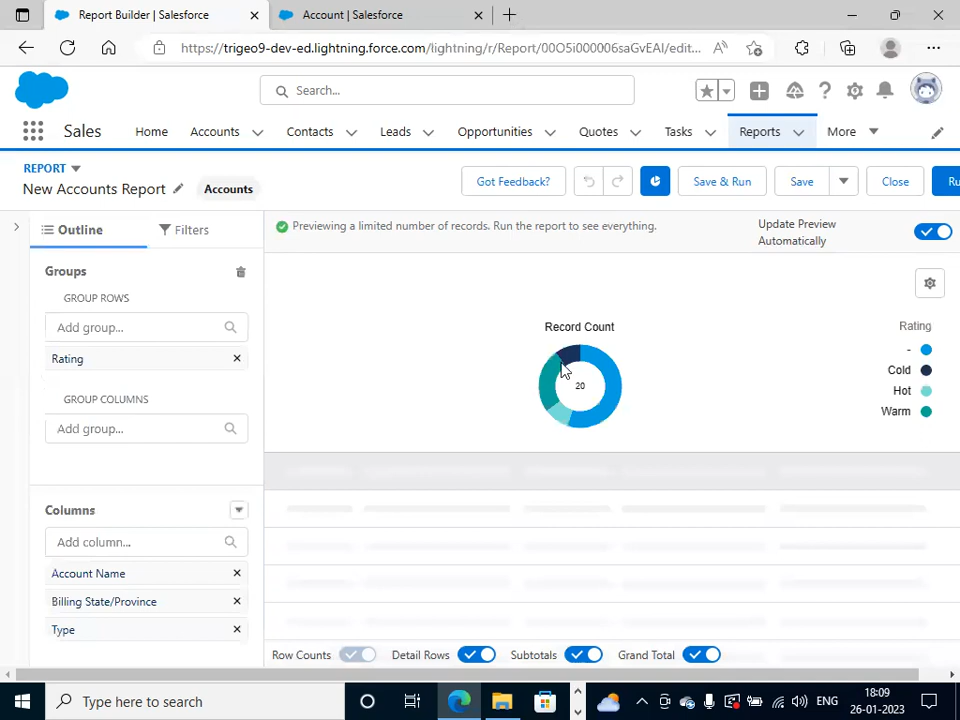 Report Builder | Salesforce
Account | Salesforce
https://trigeo9-dev-ed.lightning.force.com/lightning/r/Report/00O5i000006saGvEAI/edit...
Search...
Sales
Home
Accounts
Contacts
Leads
Opportunities
Quotes
Tasks
Reports
More
REPORT
New Accounts Report
Accounts
Got Feedback?
Save & Run
Save
Close
Ru
Outline
Filters
Previewing a limited number of records. Run the report to see everything.
Update Preview
Automatically
Groups
GROUP ROWS
Add group...
Rating
GROUP COLUMNS
Add group...
Record Count
20
Rating
-
Cold
Hot
Warm
Columns
Add column...
Account Name
Billing State/Province
Type
Row Counts
Detail Rows
Subtotals
Grand Total
Type here to search
ENG
18:09
26-01-2023